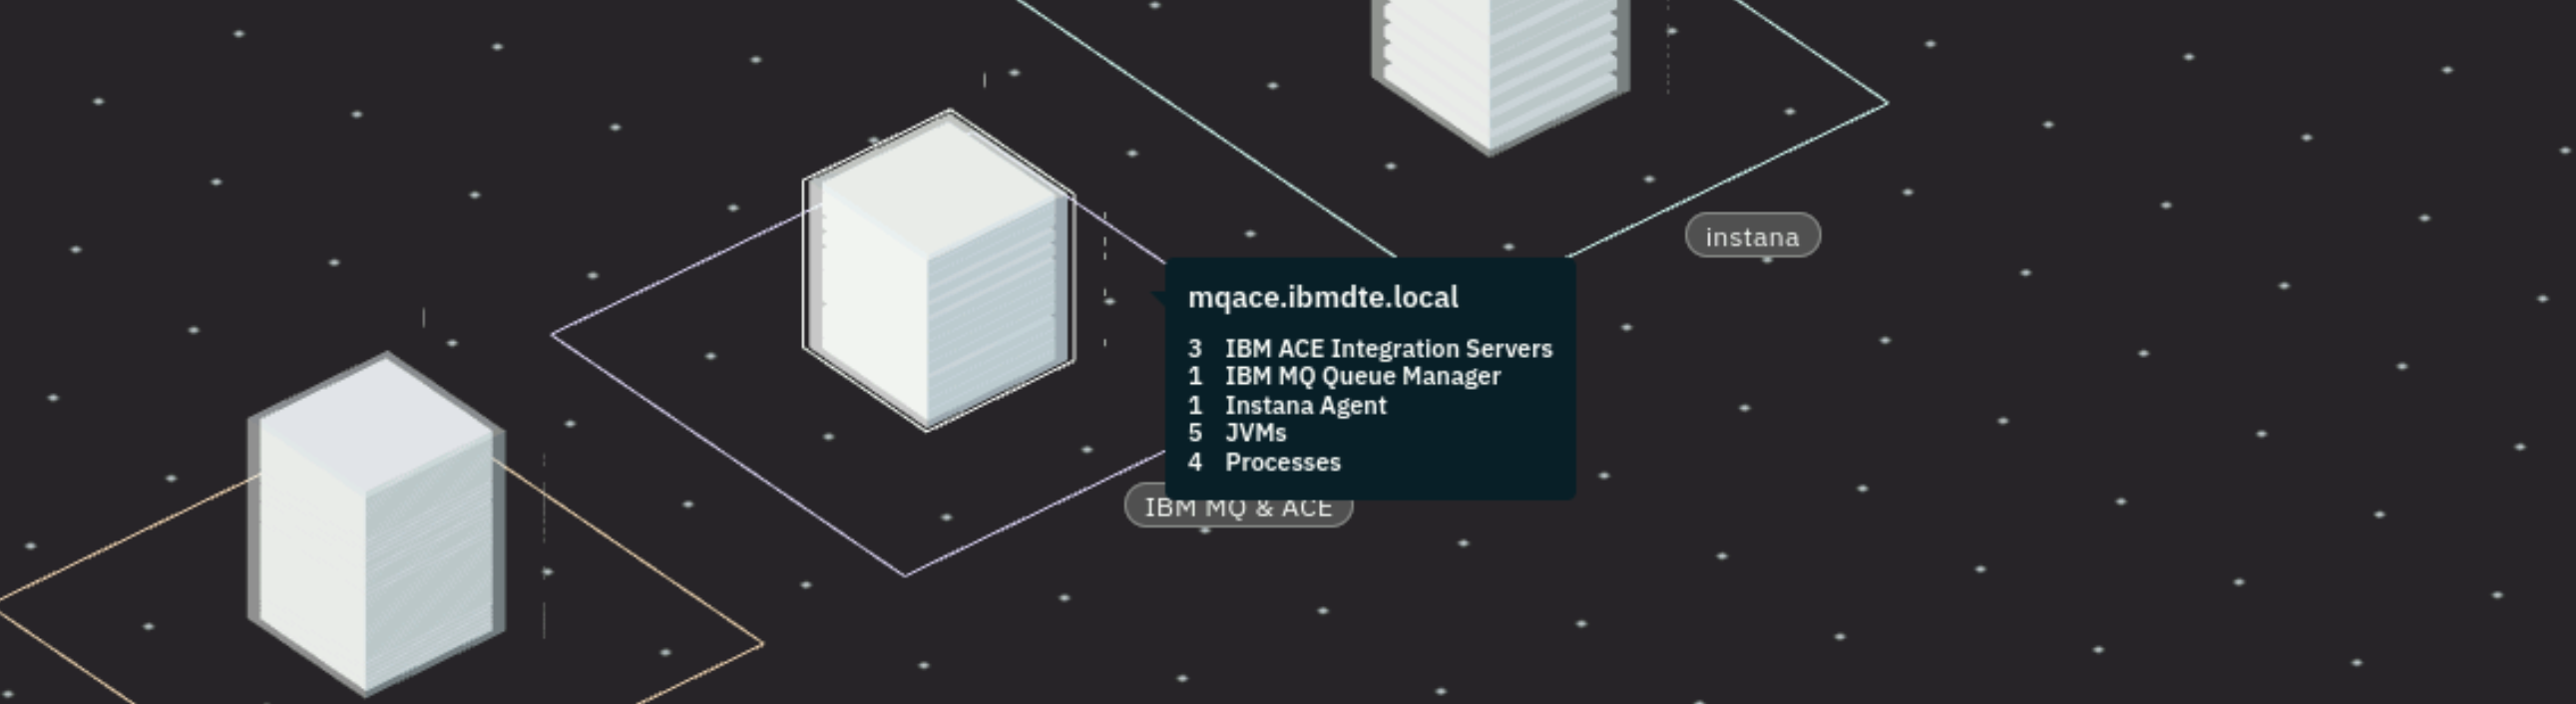 instana
mqace.ibmdte.local
3 IBM ACE Integration Servers
1 IBM MQ Queue Manager
1 Instana Agent
5 JVMs
4 Processes
IBM MQ & ACE